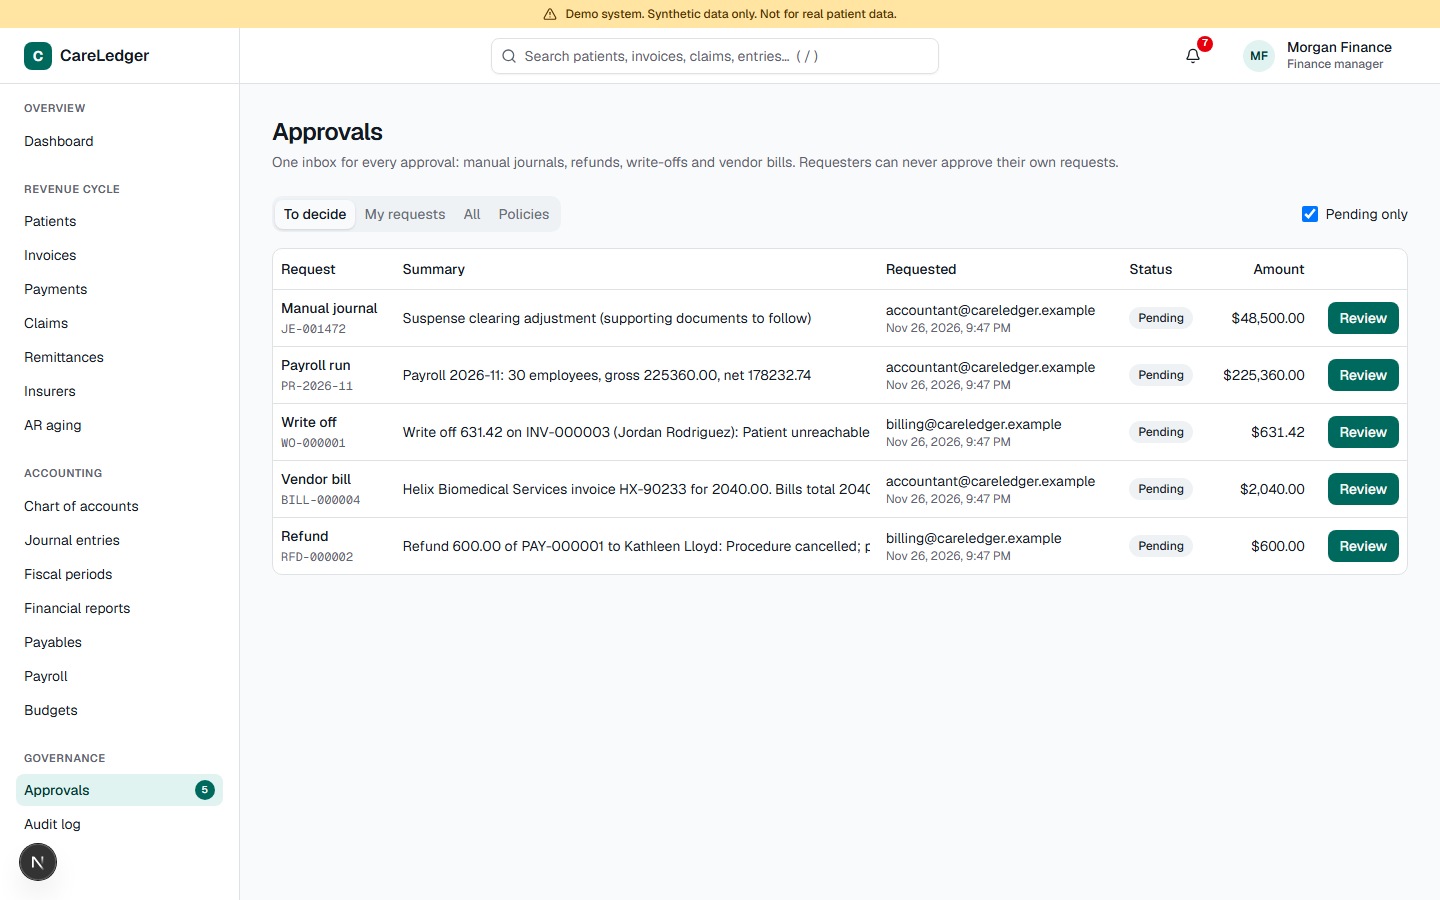 Demo system. Synthetic data only. Not for real patient data.
C CareLedger
Search patients, invoices, claims, entries... ( / )
7
MF
Morgan Finance
Finance manager
OVERVIEW
Dashboard
REVENUE CYCLE
Patients
Invoices
Payments
Claims
Remittances
Insurers
AR aging
ACCOUNTING
Chart of accounts
Journal entries
Fiscal periods
Financial reports
Payables
Payroll
Budgets
GOVERNANCE
Approvals 5
Audit log
N
Approvals
One inbox for every approval: manual journals, refunds, write-offs and vendor bills. Requesters can never approve their own requests.
To decide My requests All Policies
Pending only
Request Summary Requested Status Amount
Manual journal
JE-001472
Suspense clearing adjustment (supporting documents to follow)
accountant@careledger.example
Nov 26, 2026, 9:47 PM
Pending
$48,500.00
Review
Payroll run
PR-2026-11
Payroll 2026-11: 30 employees, gross 225360.00, net 178232.74
accountant@careledger.example
Nov 26, 2026, 9:47 PM
Pending
$225,360.00
Review
Write off
WO-000001
Write off 631.42 on INV-000003 (Jordan Rodriguez): Patient unreachable
billing@careledger.example
Nov 26, 2026, 9:47 PM
Pending
$631.42
Review
Vendor bill
BILL-000004
Helix Biomedical Services invoice HX-90233 for 2040.00. Bills total 2040
accountant@careledger.example
Nov 26, 2026, 9:47 PM
Pending
$2,040.00
Review
Refund
RFD-000002
Refund 600.00 of PAY-000001 to Kathleen Lloyd: Procedure cancelled;
billing@careledger.example
Nov 26, 2026, 9:47 PM
Pending
$600.00
Review